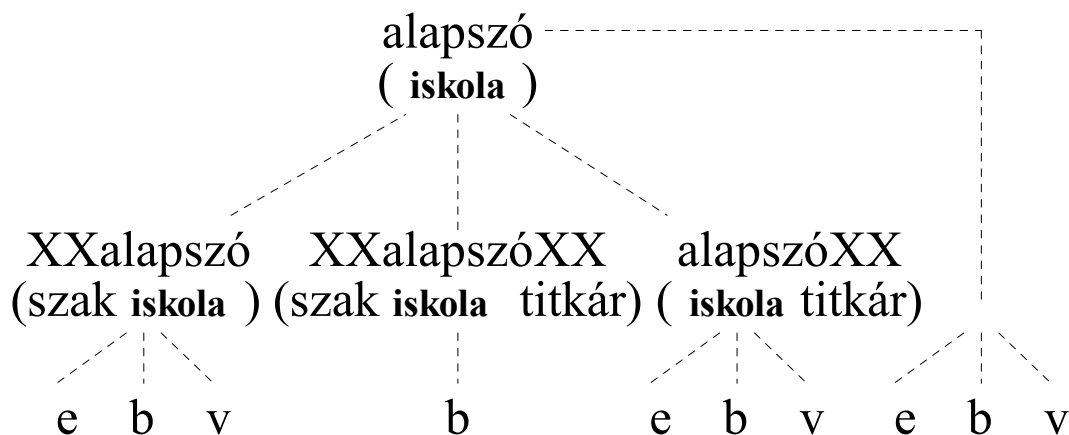 alapszó
( iskola )
XXalapszó XXalapszóXX alapszóXX
(szak iskola ) (szak iskola titkár) ( iskola titkár)
e b v b e b v e b v